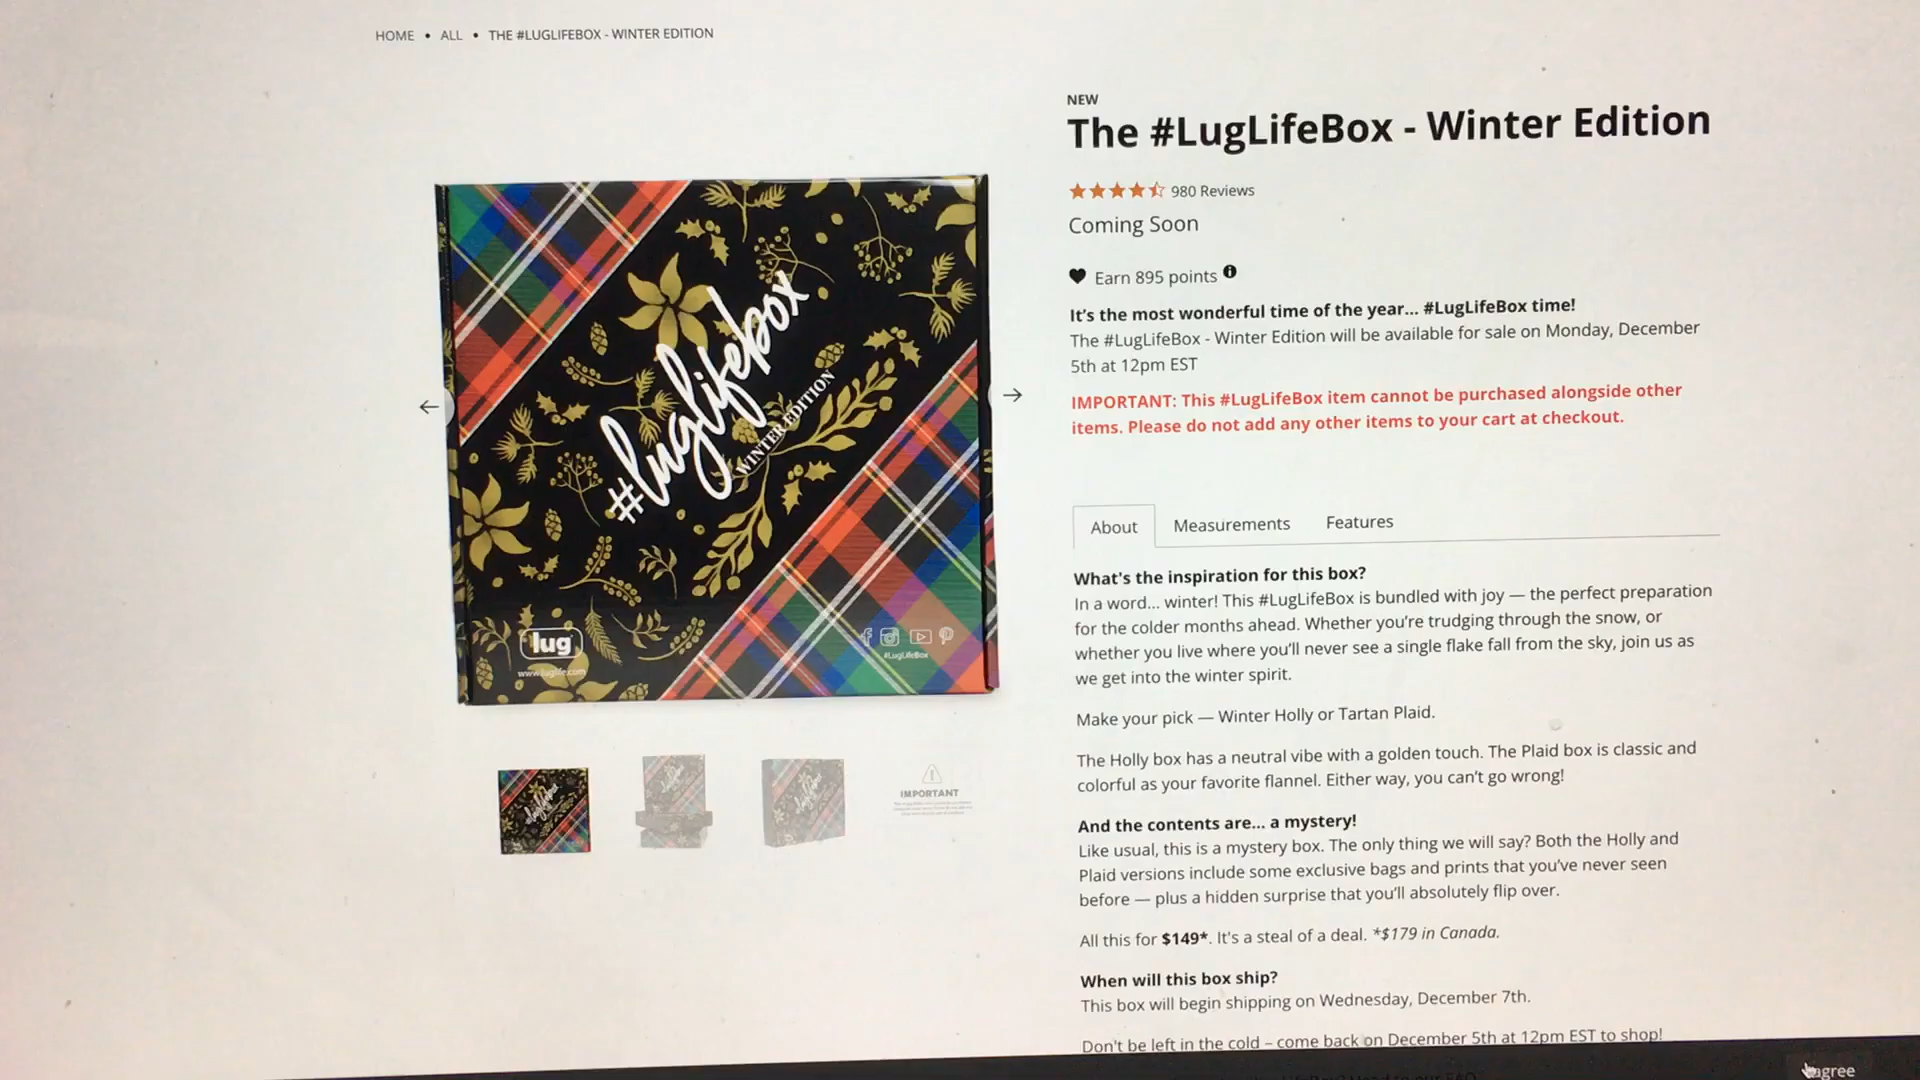 HOME • ALL • THE #LUGLIFEBOX - WINTER EDITION
NEW
The #LugLifeBox - Winter Edition
980 Reviews
Coming Soon
Earn 895 points
It's the most wonderful time of the year... #LugLifeBox time!
The #LugLifeBox - Winter Edition will be available for sale on Monday, December
5th at 12pm EST
IMPORTANT: This #LugLifeBox item cannot be purchased alongside other
items. Please do not add any other items to your cart at checkout.
#luglifebox
WINTER EDITION
lug
www.luglife.com
#LugLifeBox
IMPORTANT
About Measurements Features
What's the inspiration for this box?
In a word... winter! This #LugLifeBox is bundled with joy — the perfect preparation
for the colder months ahead. Whether you're trudging through the snow, or
whether you live where you'll never see a single flake fall from the sky, join us as
we get into the winter spirit.
Make your pick — Winter Holly or Tartan Plaid.
The Holly box has a neutral vibe with a golden touch. The Plaid box is classic and
colorful as your favorite flannel. Either way, you can't go wrong!
And the contents are... a mystery!
Like usual, this is a mystery box. The only thing we will say? Both the Holly and
Plaid versions include some exclusive bags and prints that you've never seen
before — plus a hidden surprise that you'll absolutely flip over.
All this for $149*. It's a steal of a deal. *$179 in Canada.
When will this box ship?
This box will begin shipping on Wednesday, December 7th.
Don't be left in the cold – come back on December 5th at 12pm EST to shop!
agree